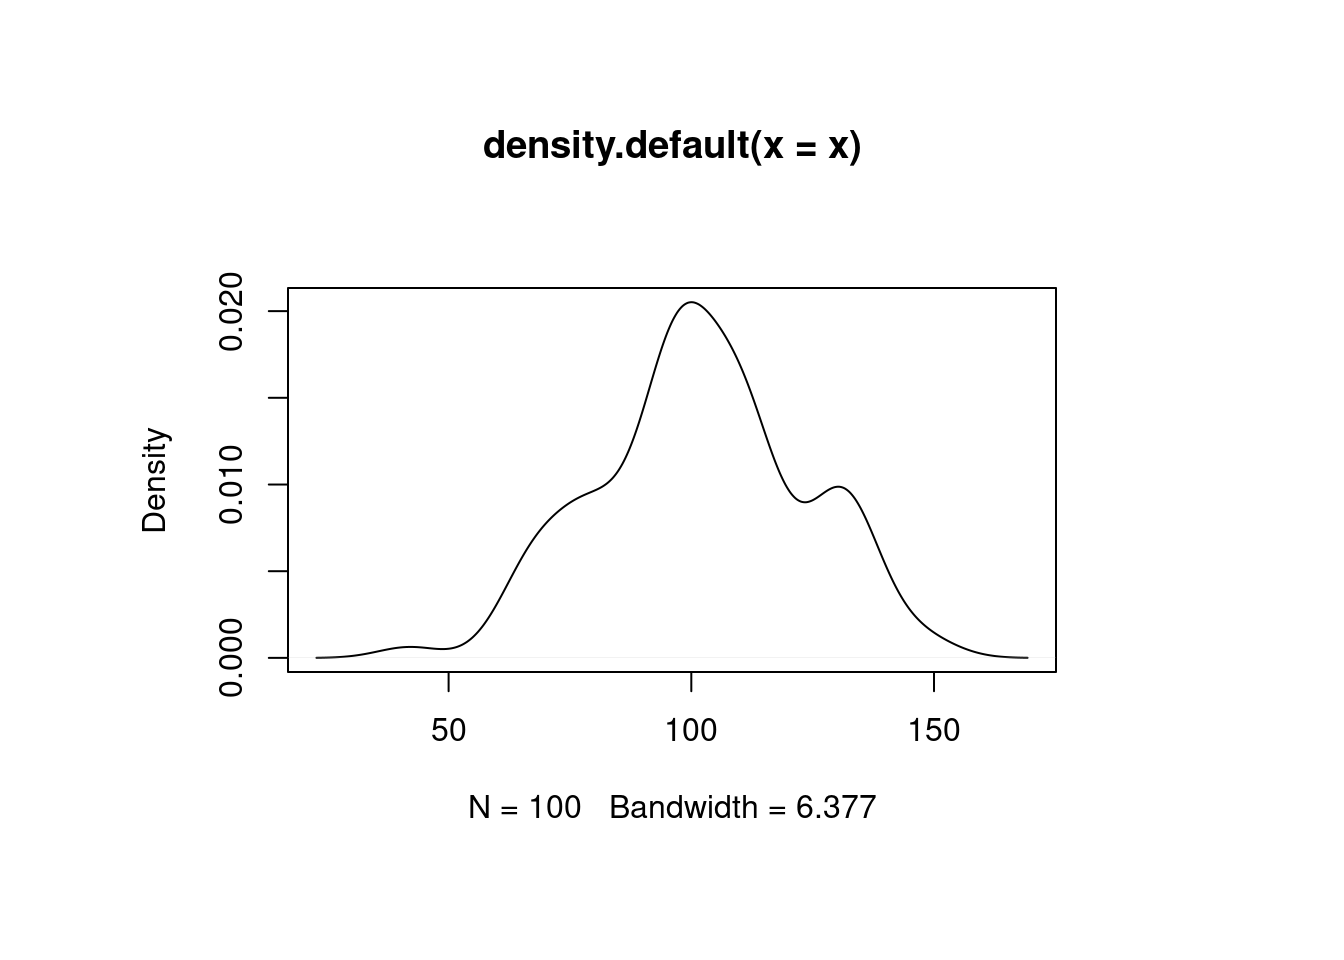 density.default(x = x)
Density
0.020
0.010
0.000
50 100 150
N = 100   Bandwidth = 6.377